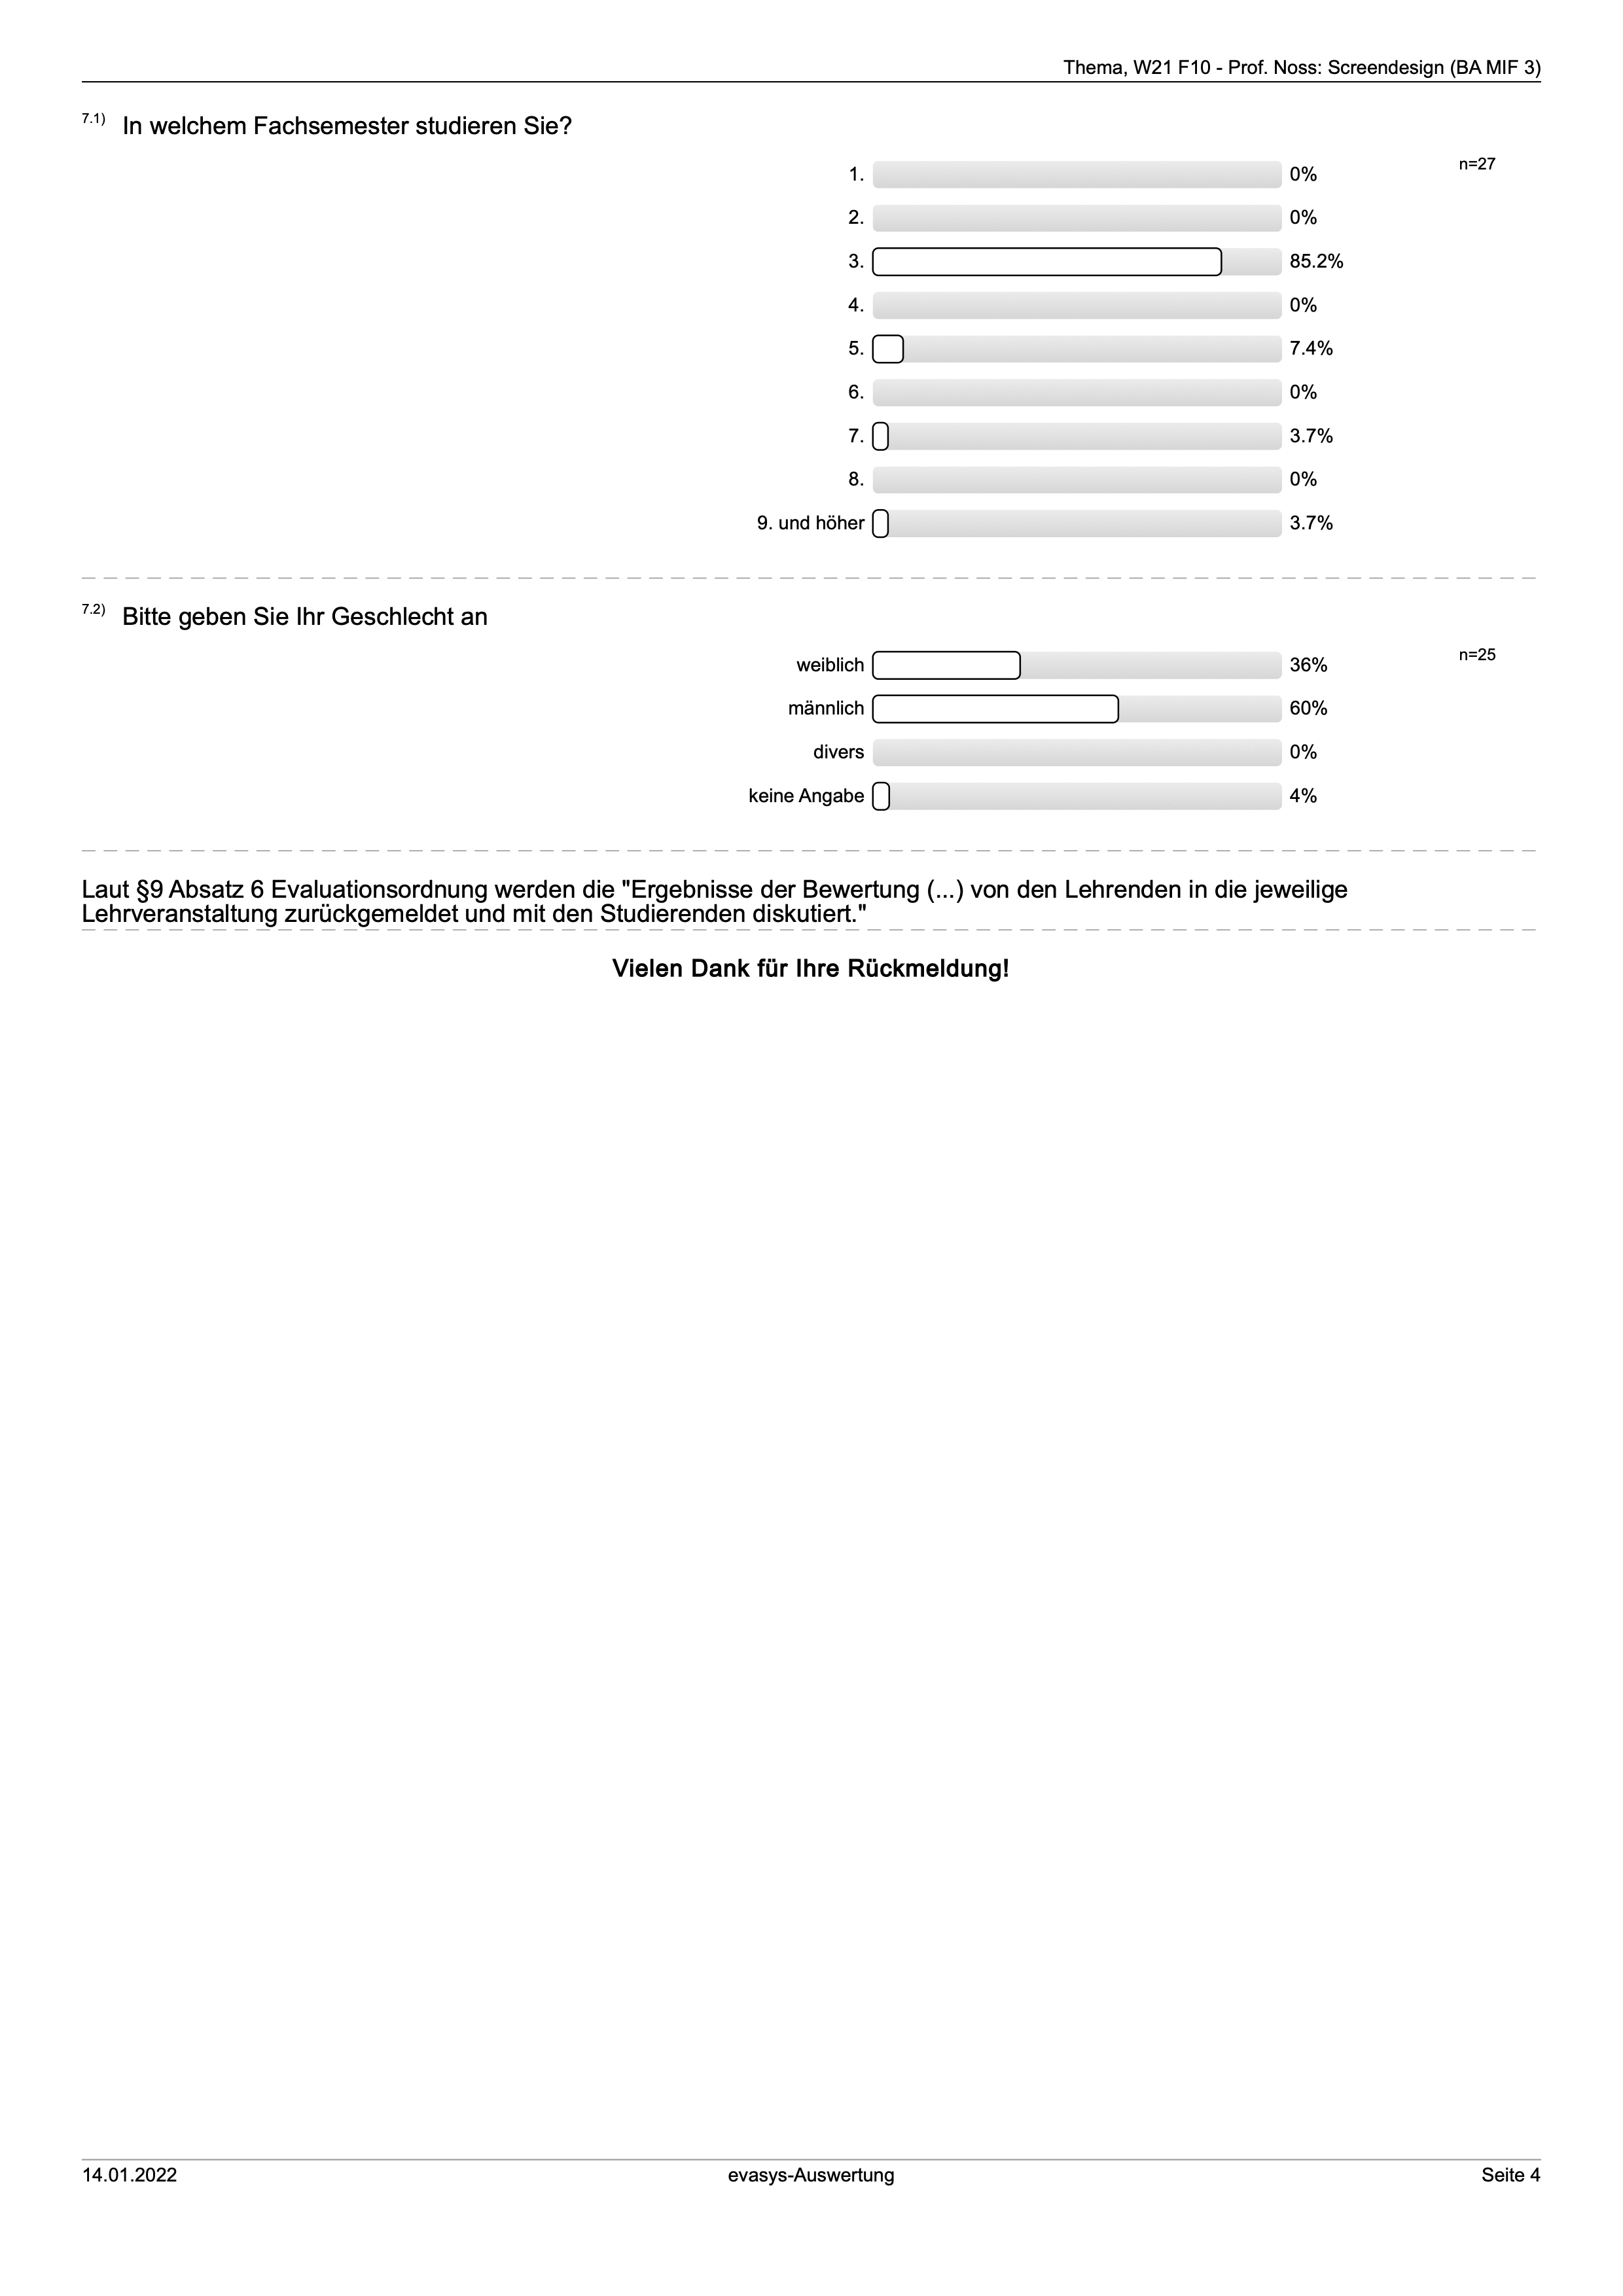 Thema, W21 F10 - Prof. Noss: Screendesign (BA MIF 3)
7.1) In welchem Fachsemester studieren Sie?
n=27
1. 0%
2. 0%
3. 85.2%
4. 0%
5. 7.4%
6. 0%
7. 3.7%
8. 0%
9. und höher 3.7%
7.2) Bitte geben Sie Ihr Geschlecht an
n=25
weiblich 36%
männlich 60%
divers 0%
keine Angabe 4%
Laut §9 Absatz 6 Evaluationsordnung werden die "Ergebnisse der Bewertung (...) von den Lehrenden in die jeweilige
Lehrveranstaltung zurückgemeldet und mit den Studierenden diskutiert."
Vielen Dank für Ihre Rückmeldung!
14.01.2022 evasys-Auswertung Seite 4